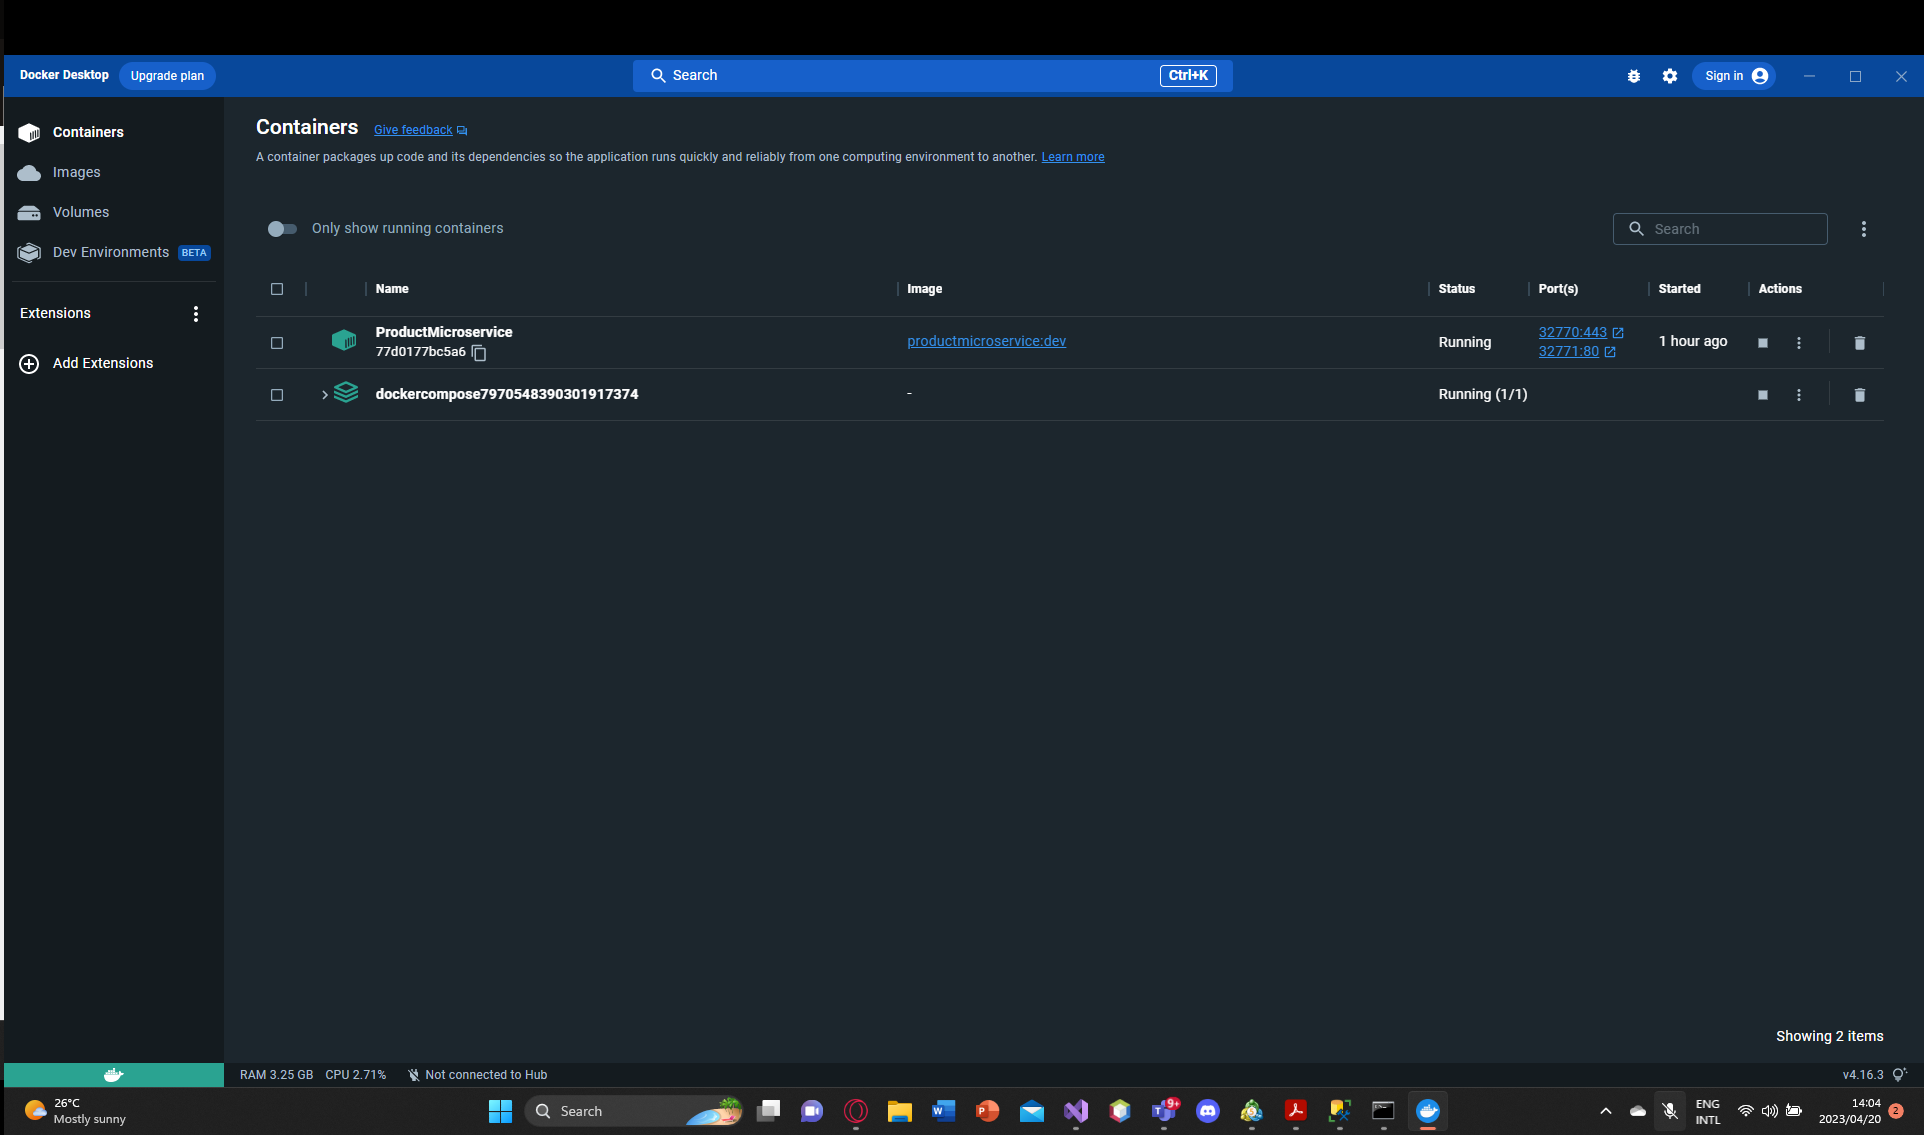 Docker Desktop Upgrade plan Search Ctrl+K Sign in
Containers
Images
Volumes
Dev Environments BETA
Extensions
Add Extensions
Containers Give feedback
A container packages up code and its dependencies so the application runs quickly and reliably from one computing environment to another. Learn more
Only show running containers Search
Name Image Status Port(s) Started Actions
ProductMicroservice
77d0177bc5a6
productmicroservice:dev Running
32770:443
32771:80
1 hour ago
dockercompose7970548390301917374 - Running (1/1)
Showing 2 items
RAM 3.25 GB CPU 2.71% Not connected to Hub v4.16.3
26°C
Mostly sunny
Search
W
P
T
9+
ENG
INTL
14:04
2023/04/20
2